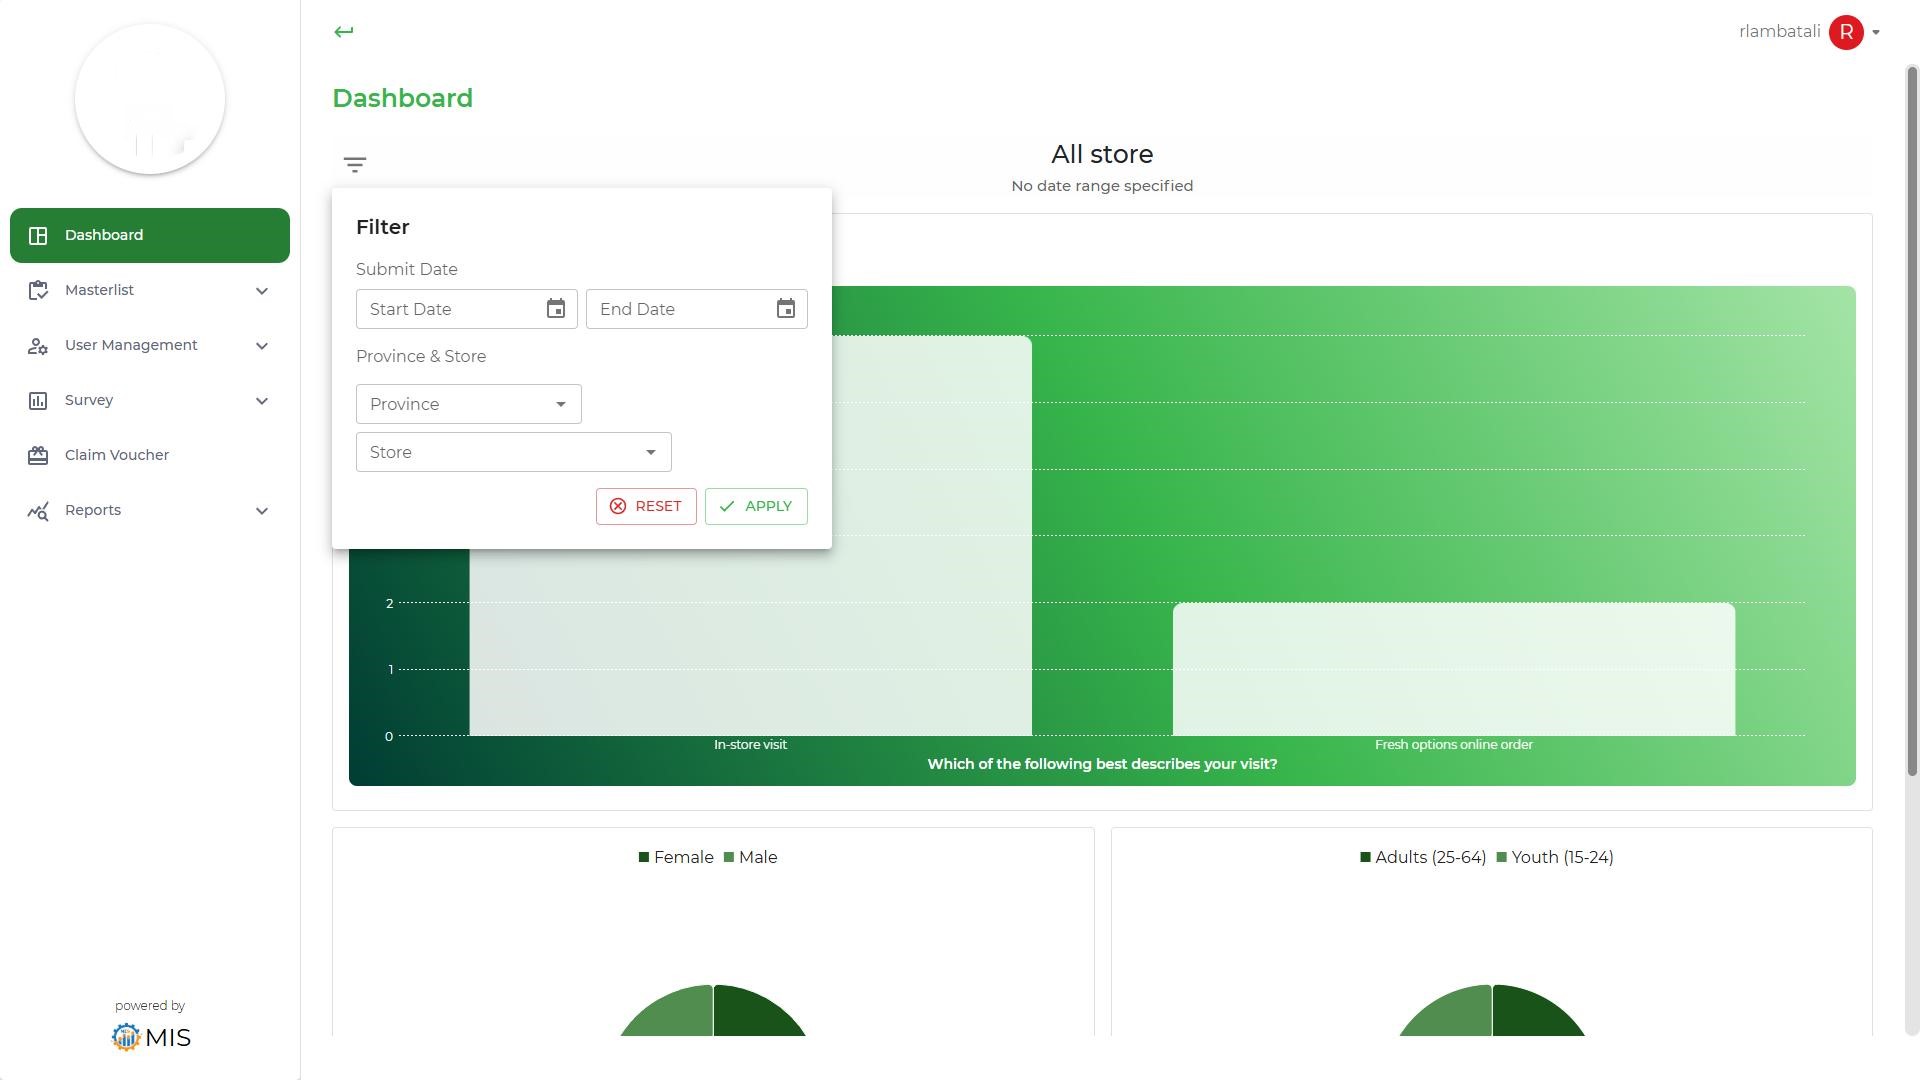 rlambatali
R
Dashboard
All store
No date range specified
Dashboard
Masterlist
User Management
Survey
Claim Voucher
Reports
powered by
MIS
Filter
Submit Date
Start Date
End Date
Province & Store
Province
Store
RESET
APPLY
2
1
0
In-store visit
Fresh options online order
Which of the following best describes your visit?
Female Male
Adults (25-64) Youth (15-24)